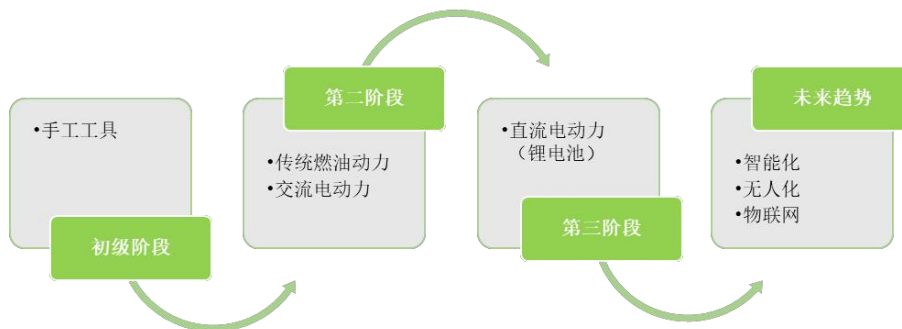 •手工工具
初级阶段
第二阶段
•传统燃油动力
•交流电动力
•直流电动力
（锂电池）
第三阶段
未来趋势
•智能化
•无人化
•物联网